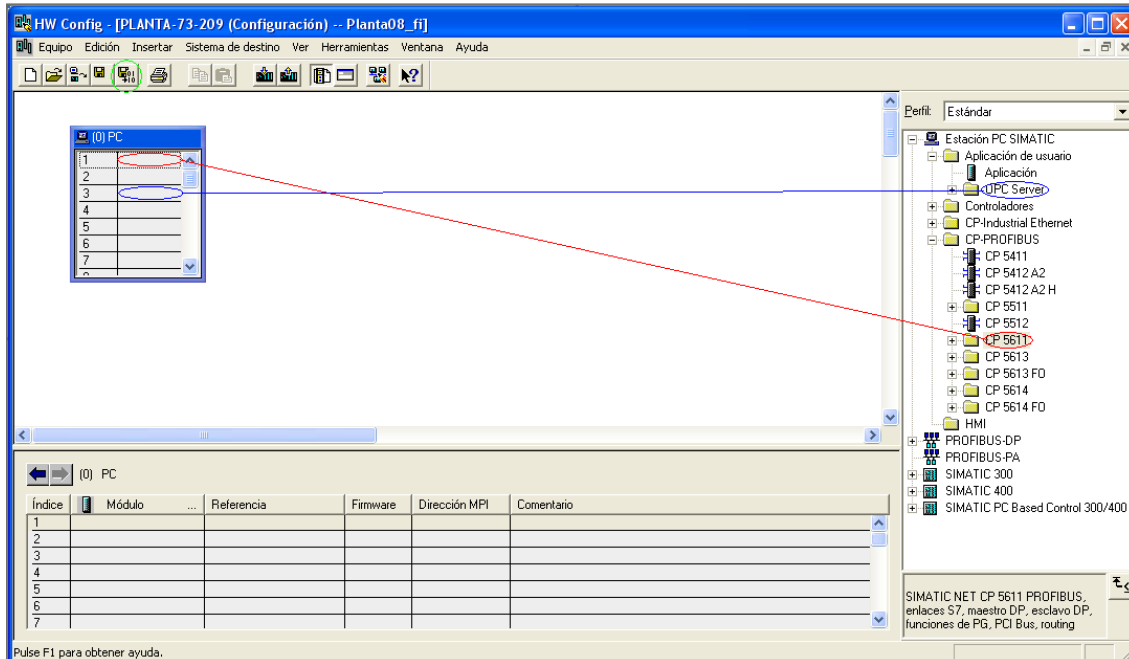 HW Config - [PLANTA-73-209 (Configuración) -- Planta08_fi]
Equipo Edición Insertar Sistema de destino Ver Herramientas Ventana Ayuda
(0) PC
1
2
3
4
5
6
7
Perfil: Estándar
Estación PC SIMATIC
Aplicación de usuario
Aplicación
OPC Server
Controladores
CP-Industrial Ethernet
CP-PROFIBUS
CP 5411
CP 5412 A2
CP 5412 A2 H
CP 5511
CP 5512
CP 5611
CP 5613
CP 5613 FO
CP 5614
CP 5614 FO
HMI
PROFIBUS-DP
PROFIBUS-PA
SIMATIC 300
SIMATIC 400
SIMATIC PC Based Control 300/400
(0) PC
Índice Módulo ... Referencia Firmware Dirección MPI Comentario
1
2
3
4
5
6
7
SIMATIC NET CP 5611 PROFIBUS,
enlaces S7, maestro DP, esclavo DP,
funciones de PG, PCI Bus, routing
Pulse F1 para obtener ayuda.